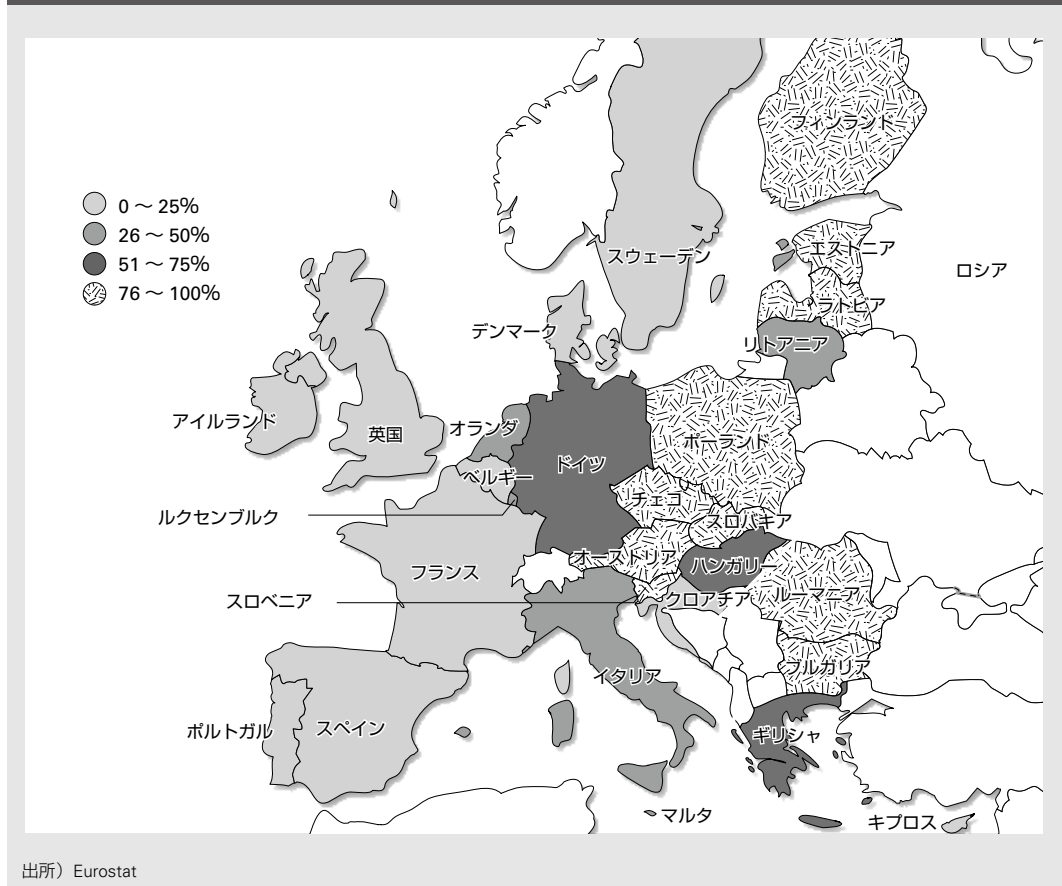 0 ～ 25%
26 ～ 50%
51 ～ 75%
76 ～ 100%
フィンランド
スウェーデン
エストニア
ロシア
ラトビア
デンマーク
リトアニア
アイルランド
英国
オランダ
ポーランド
ドイツ
ベルギー
チェコ
ルクセンブルク
スロバキア
オーストリア
ハンガリー
フランス
スロベニア
クロアチア
ルーマニア
ブルガリア
イタリア
ポルトガル
スペイン
ギリシャ
マルタ
キプロス
出所）Eurostat